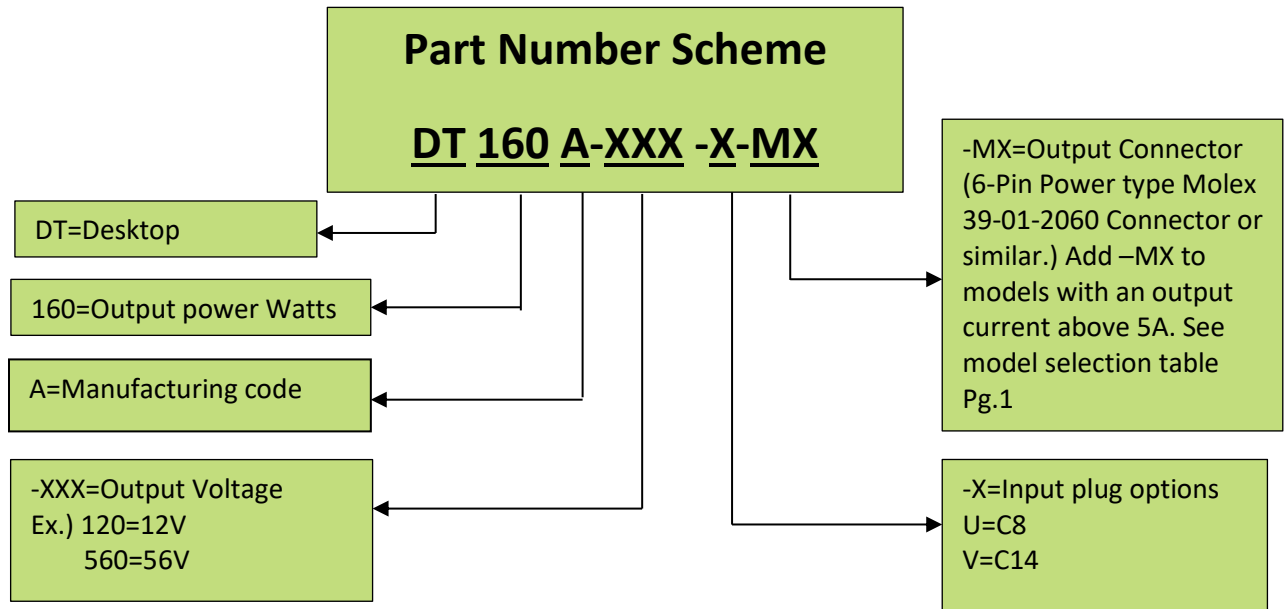 Part Number Scheme
DT 160 A-XXX -X-MX
DT=Desktop
160=Output power Watts
A=Manufacturing code
-XXX=Output Voltage
Ex.) 120=12V
560=56V
-MX=Output Connector
(6-Pin Power type Molex
39-01-2060 Connector or
similar.) Add –MX to
models with an output
current above 5A. See
model selection table
Pg.1
-X=Input plug options
U=C8
V=C14